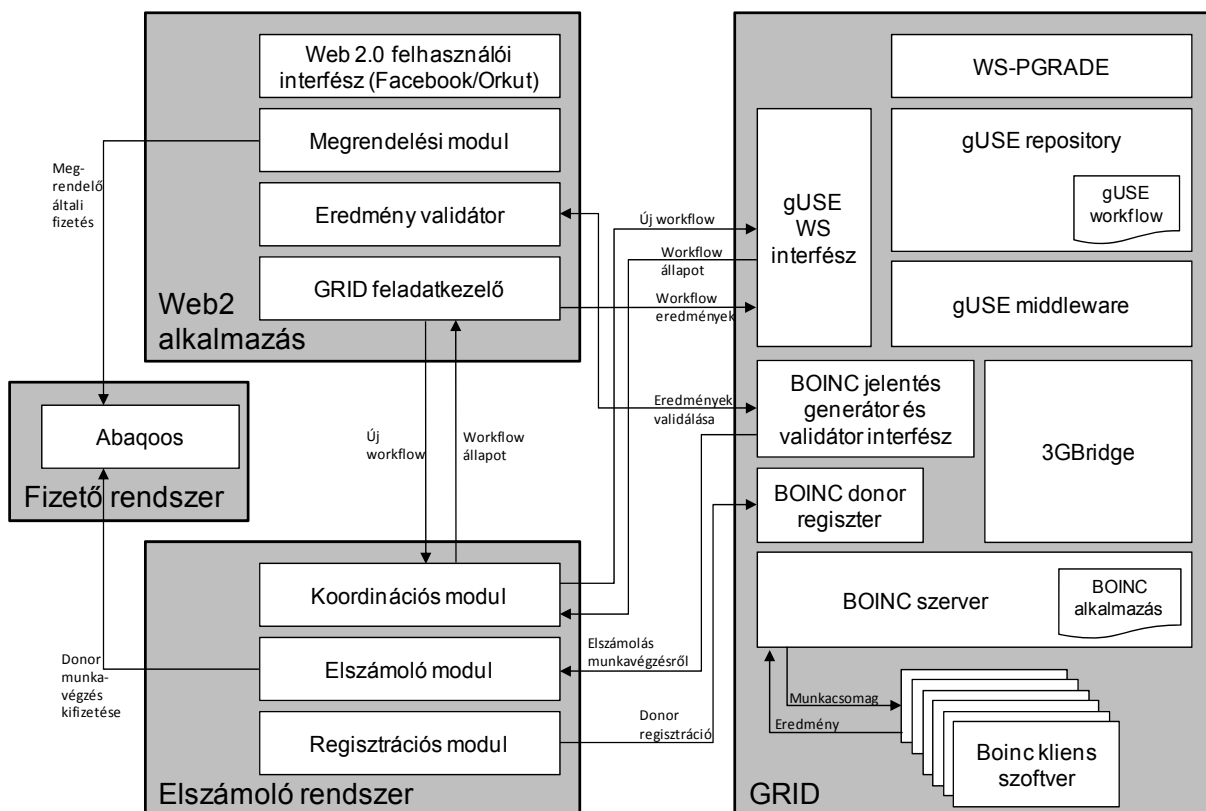 Web 2.0 felhasználói
interfész (Facebook/Orkut)
Megrendelési modul
Eredmény validátor
GRID feladatkezelő
Web2
alkalmazás
Meg-
rendelő
általi
fizetés
Abaqoos
Fizető rendszer
Új
workflow
Workflow
állapot
Donor
munka-
végzés
kifizetése
Koordinációs modul
Elszámoló modul
Regisztrációs modul
Elszámoló rendszer
Új workflow
Workflow
állapot
Workflow
eredmények
Eredmények
validálása
Elszámolás
munkavégzésről
Donor
regisztráció
WS-PGRADE
gUSE
WS
interfész
gUSE repository
gUSE
workflow
gUSE middleware
BOINC jelentés
generátor és
validátor interfész
3GBridge
BOINC donor
regiszter
BOINC szerver
BOINC
alkalmazás
Munkacsomag
Eredmény
Boinc kliens
szoftver
GRID